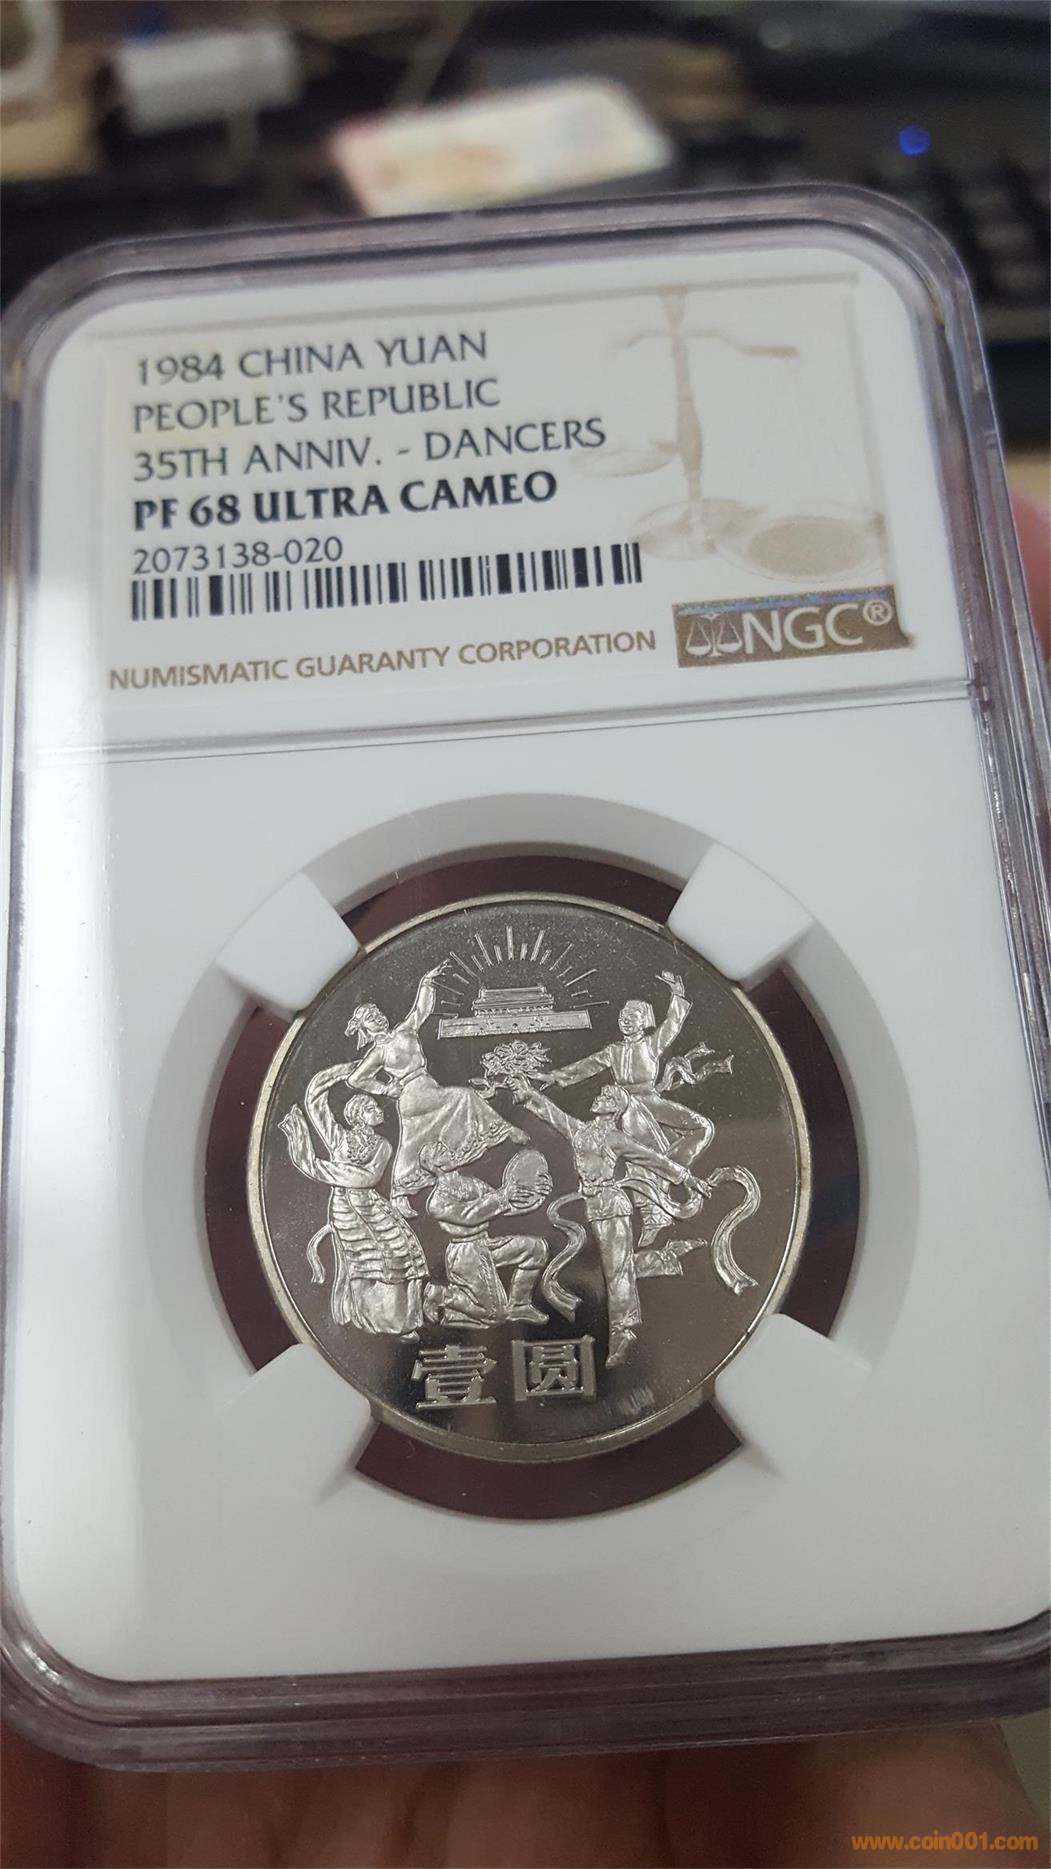 1984 CHINA YUAN
PEOPLE'S REPUBLIC
35TH ANNIV. - DANCERS
PF 68 ULTRA CAMEO
2073138-020
NUMISMATIC GUARANTY CORPORATION
NGC®
壹圆
www.coin001.com